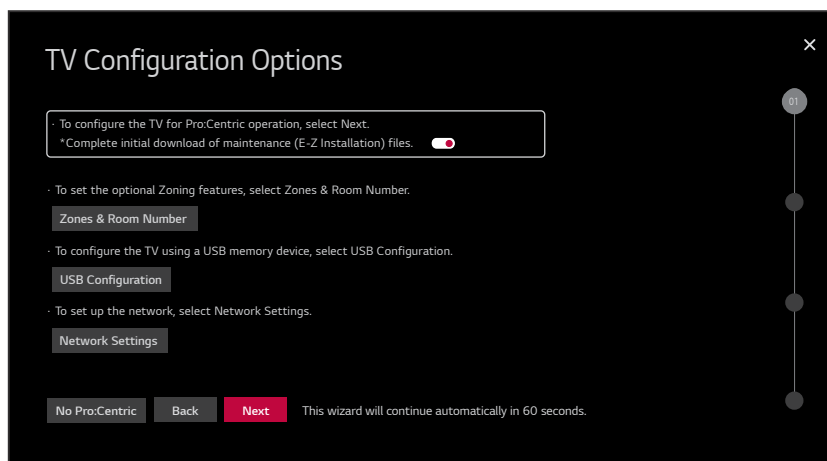 TV Configuration Options
01
· To configure the TV for Pro:Centric operation, select Next.
*Complete initial download of maintenance (E-Z Installation) files.
· To set the optional Zoning features, select Zones & Room Number.
Zones & Room Number
· To configure the TV using a USB memory device, select USB Configuration.
USB Configuration
· To set up the network, select Network Settings.
Network Settings
No Pro:Centric Back Next This wizard will continue automatically in 60 seconds.